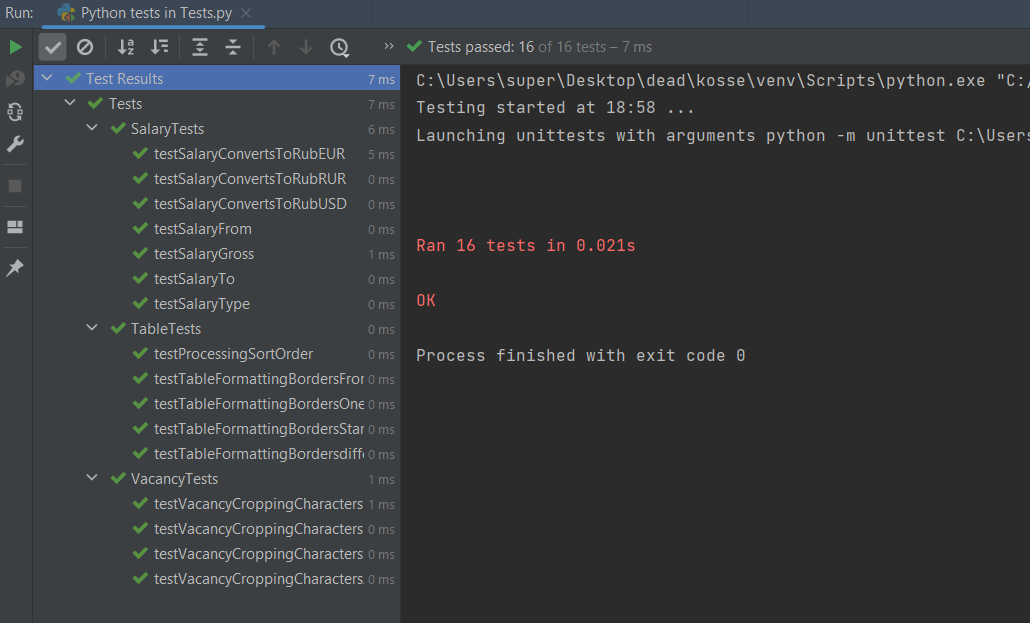 Run: Python tests in Tests.py
Tests passed: 16 of 16 tests – 7 ms
Test Results 7 ms
Tests 7 ms
SalaryTests 6 ms
testSalaryConvertsToRubEUR 5 ms
testSalaryConvertsToRubRUR 0 ms
testSalaryConvertsToRubUSD 0 ms
testSalaryFrom 0 ms
testSalaryGross 1 ms
testSalaryTo 0 ms
testSalaryType 0 ms
TableTests 0 ms
testProcessingSortOrder 0 ms
testTableFormattingBordersFror 0 ms
testTableFormattingBordersOne 0 ms
testTableFormattingBordersStar 0 ms
testTableFormattingBordersdiffe 0 ms
VacancyTests 1 ms
testVacancyCroppingCharacters 1 ms
testVacancyCroppingCharacters 0 ms
testVacancyCroppingCharacters 0 ms
testVacancyCroppingCharacters 0 ms
C:\Users\super\Desktop\dead\kosse\venv\Scripts\python.exe "C:/
Testing started at 18:58 ...
Launching unittests with arguments python -m unittest C:\Users
Ran 16 tests in 0.021s
OK
Process finished with exit code 0